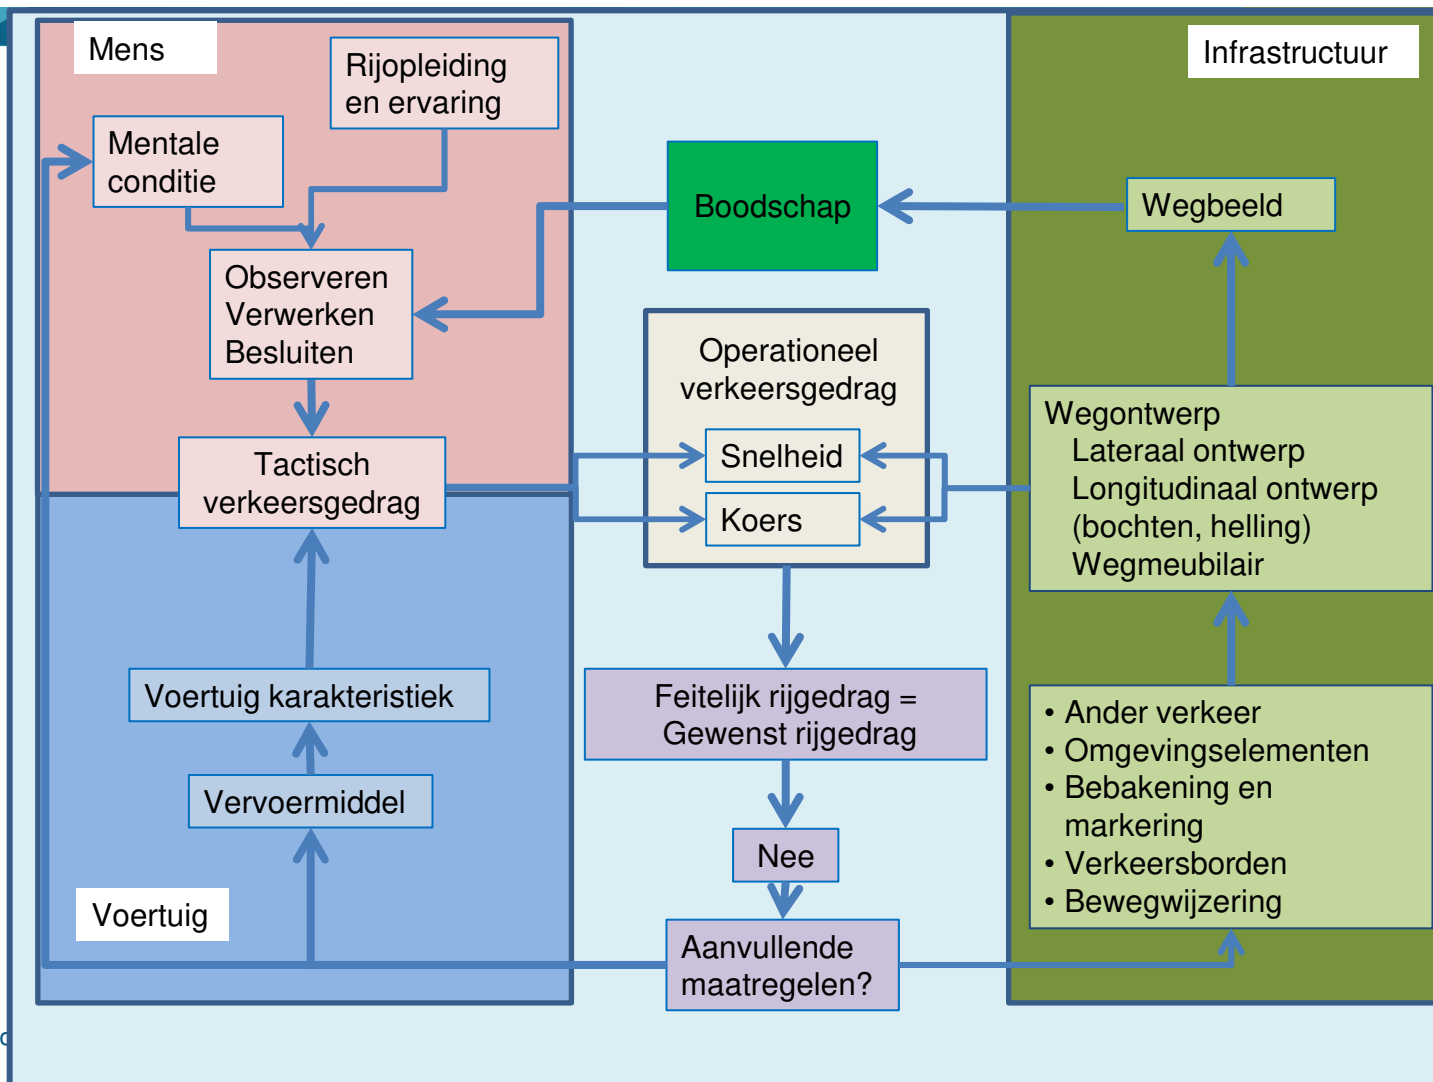 Mens
Rijopleiding
en ervaring
Infrastructuur
Mentale
conditie
Boodschap
Wegbeeld
Observeren
Verwerken
Besluiten
Operationeel
verkeersgedrag
Snelheid
Koers
Wegontwerp
Lateraal ontwerp
Longitudinaal ontwerp
(bochten, helling)
Wegmeubilair
Tactisch
verkeersgedrag
Voertuig karakteristiek
Feitelijk rijgedrag =
Gewenst rijgedrag
• Ander verkeer
• Omgevingselementen
• Bebakening en
markering
• Verkeersborden
• Bewegwijzering
Vervoermiddel
Nee
Voertuig
Aanvullende
maatregelen?